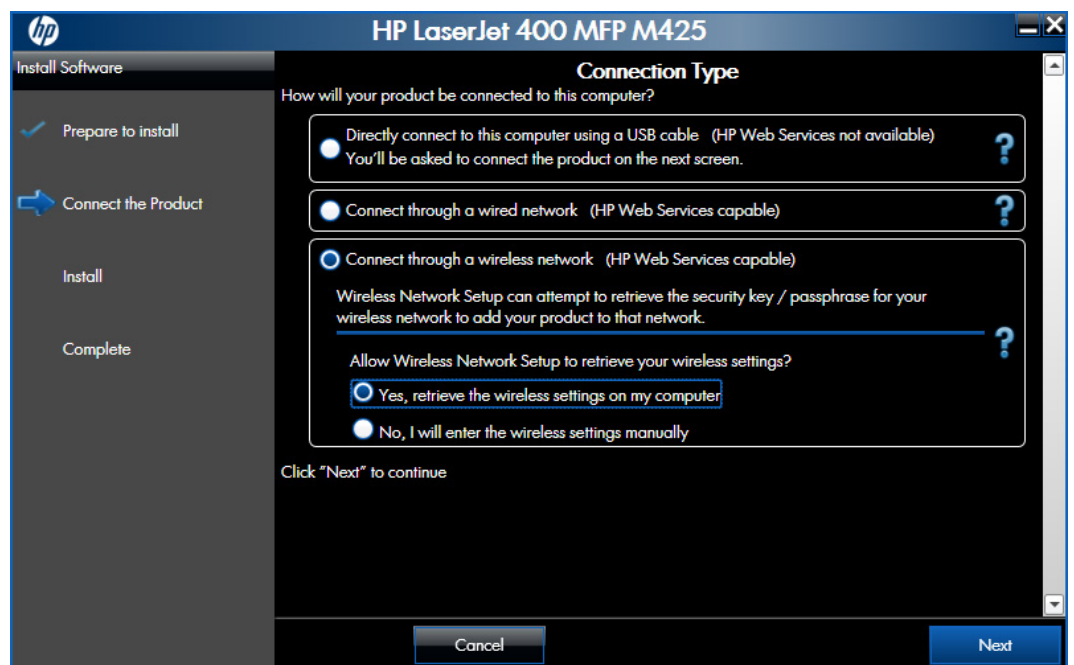 hp
HP LaserJet 400 MFP M425
Install Software
Prepare to install
Connect the Product
Install
Complete
Connection Type
How will your product be connected to this computer?
Directly connect to this computer using a USB cable (HP Web Services not available)
You'll be asked to connect the product on the next screen.
?
Connect through a wired network (HP Web Services capable)
?
Connect through a wireless network (HP Web Services capable)
Wireless Network Setup can attempt to retrieve the security key / passphrase for your
wireless network to add your product to that network.
?
Allow Wireless Network Setup to retrieve your wireless settings?
Yes, retrieve the wireless settings on my computer
No, I will enter the wireless settings manually
Click "Next" to continue
Cancel
Next